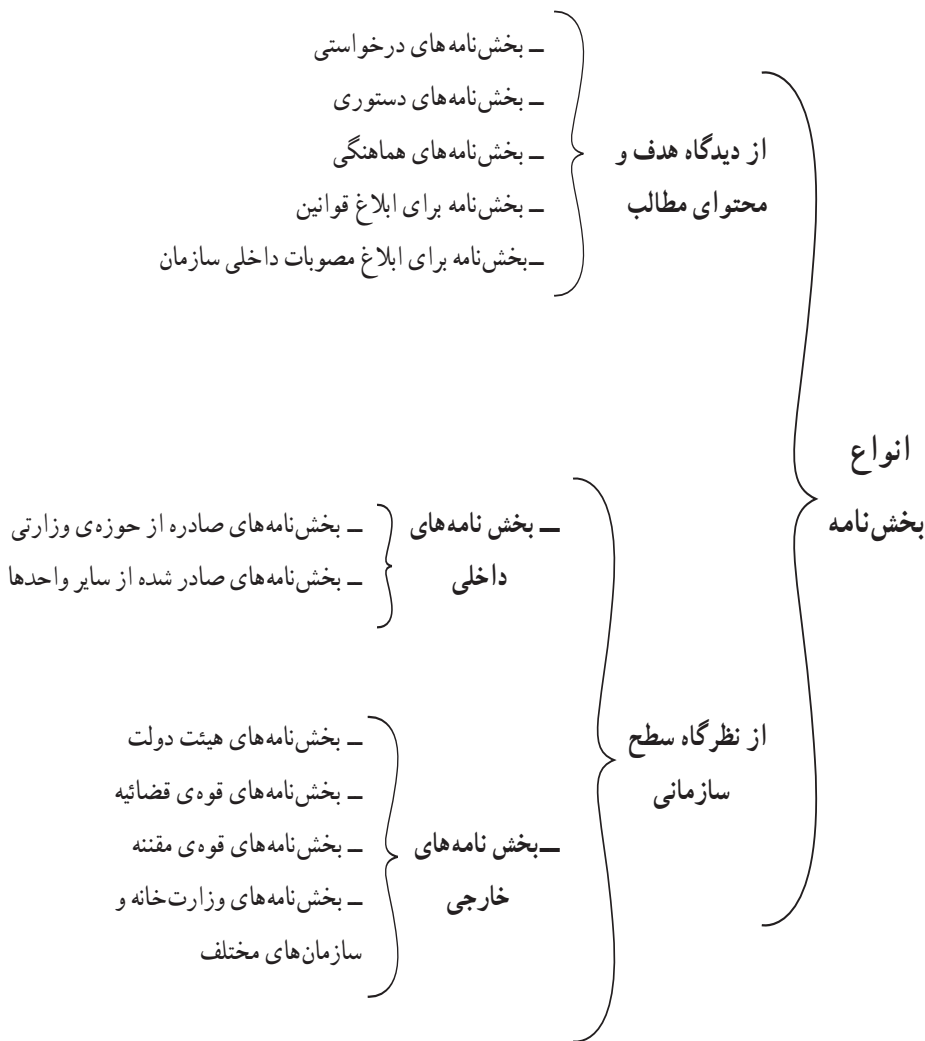 انواع
بخش‌نامه
از دیدگاه هدف و
محتوای مطالب
ـ بخش‌نامه‌های درخواستی
ـ بخش‌نامه‌های دستوری
ـ بخش‌نامه‌های هماهنگی
ـ بخش‌نامه برای ابلاغ قوانین
ـ‌بخش‌نامه برای ابلاغ مصوبات داخلی سازمان
از نظرگاه سطح
سازمانی
ـ بخش نامه‌های
داخلی
ـ بخش‌نامه‌های صادره از حوزه‌ی وزارتی
ـ بخش‌نامه‌های صادر شده از سایر واحدها
ـ‌بخش نامه‌های
خارجی
ـ بخش‌نامه‌های هیئت دولت
ـ بخش‌نامه‌های قوه‌ی قضائیه
ـ بخش‌نامه‌های قوه‌ی مقننه
ـ بخش‌نامه‌های وزارت‌خانه و
سازمان‌های مختلف